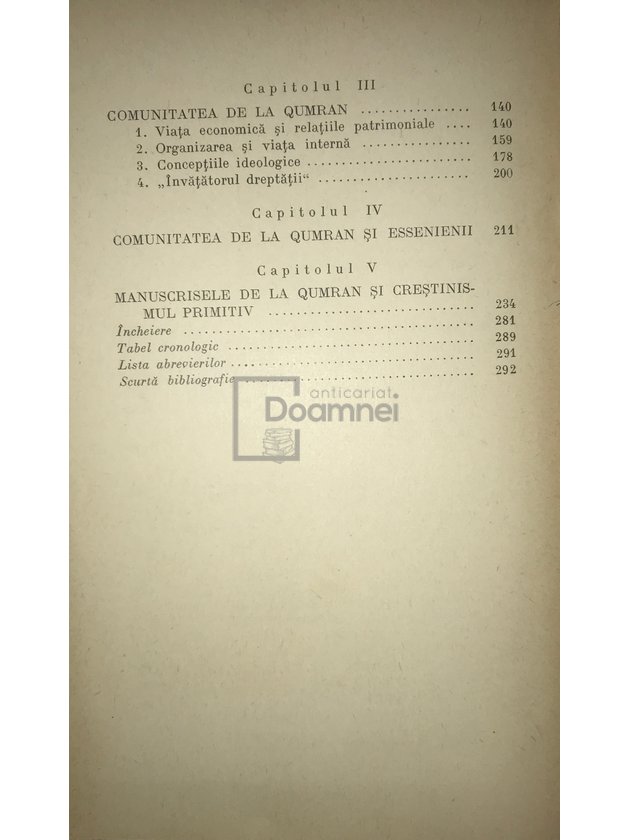 Capitolul III
COMUNITATEA DE LA QUMRAN ................ 140
1. Viața economică și relațiile patrimoniale .... 140
2. Organizarea și viața internă ................ 159
3. Concepțiile ideologice ........................ 178
4. „Învățătorul dreptății“ ...................... 200
Capitolul IV
COMUNITATEA DE LA QUMRAN ȘI ESSENIENII 211
Capitolul V
MANUSCRISELE DE LA QUMRAN ȘI CREȘTINIS-
MUL PRIMITIV .............................. 234
Încheiere .......................................... 281
Tabel cronologic .................................... 289
Lista abrevierilor .................................... 291
Scurtă bibliografie .................................. 292
anticariat
Doamnei